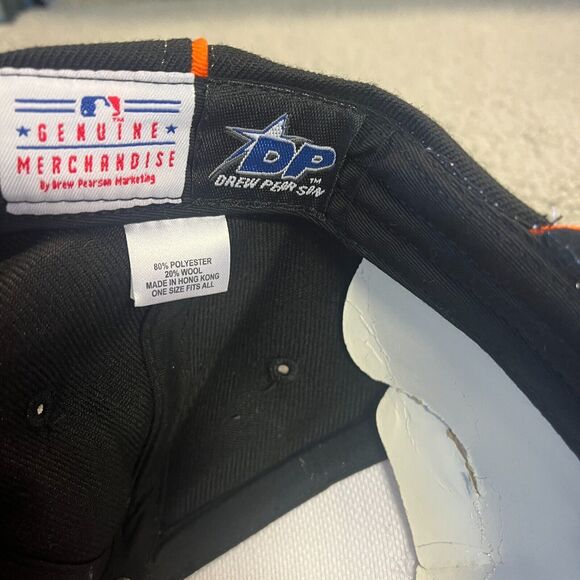 GENUINE
MERCHANDISE
By Drew Pearson Marketing
DP
DREW PEARSON
TM
80% POLYESTER
20% WOOL
MADE IN HONG KONG
ONE SIZE FITS ALL